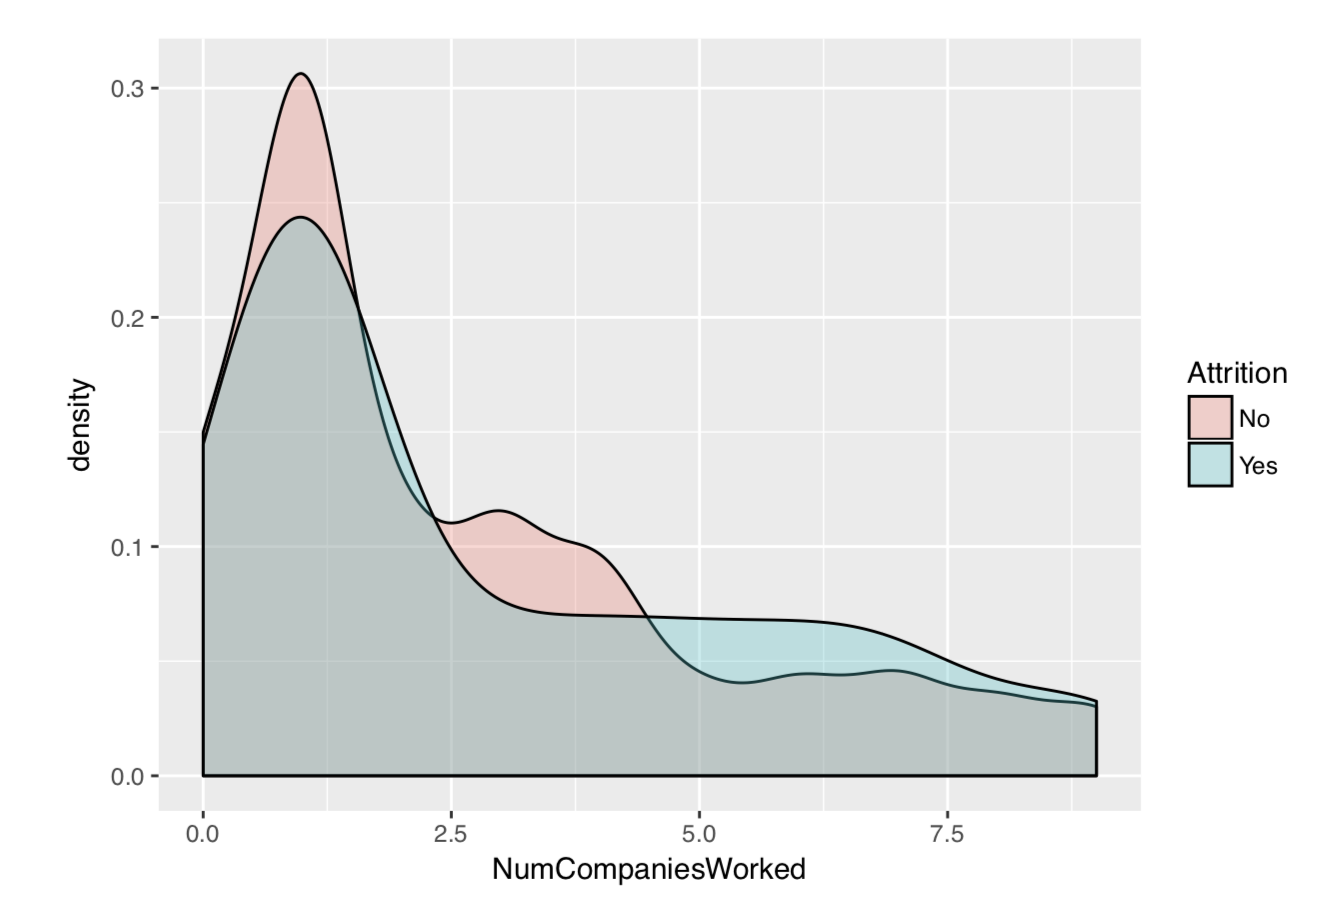 0.3
0.2
0.1
0.0
density
0.0 2.5 5.0 7.5
NumCompaniesWorked
Attrition
No
Yes